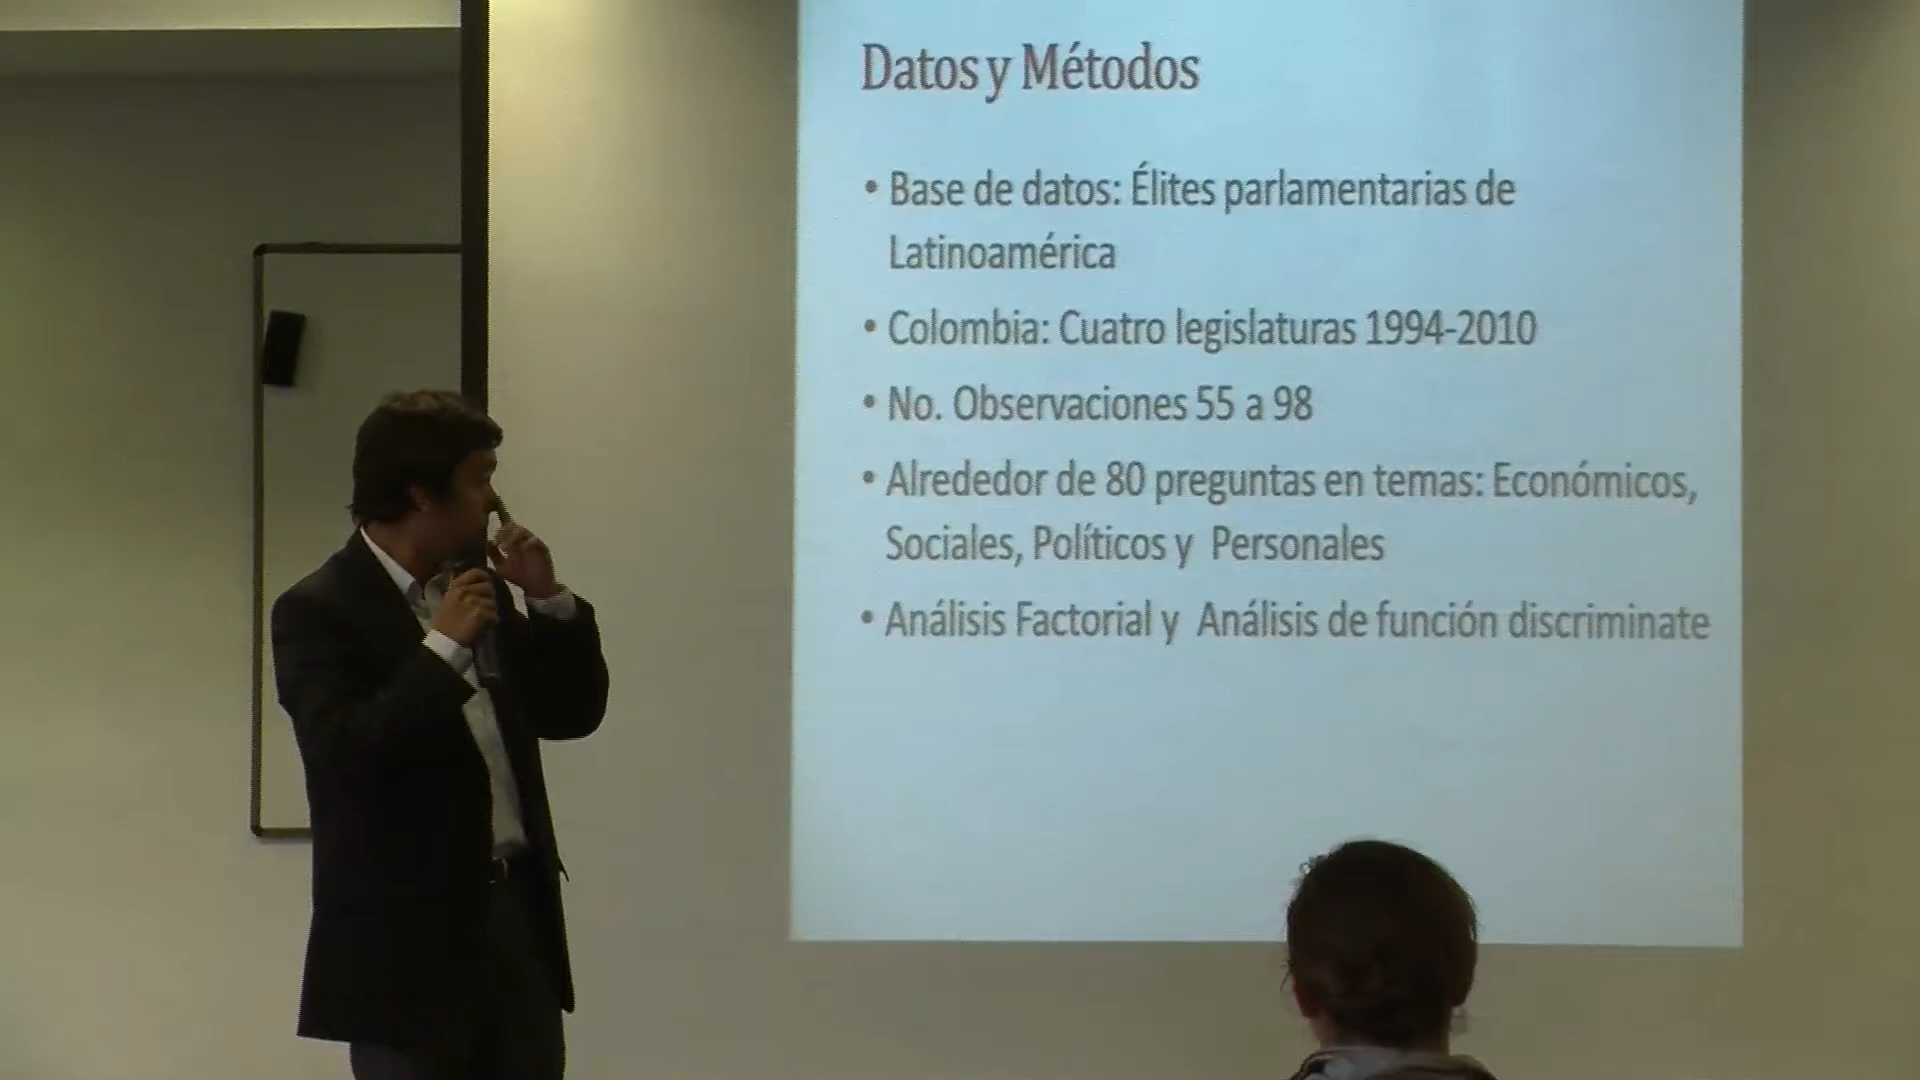 Datos y Métodos
• Base de datos: Élites parlamentarias de
Latinoamérica
• Colombia: Cuatro legislaturas 1994-2010
• No. Observaciones 55 a 98
• Alrededor de 80 preguntas en temas: Económicos,
Sociales, Políticos y Personales
• Análisis Factorial y Análisis de función discriminate